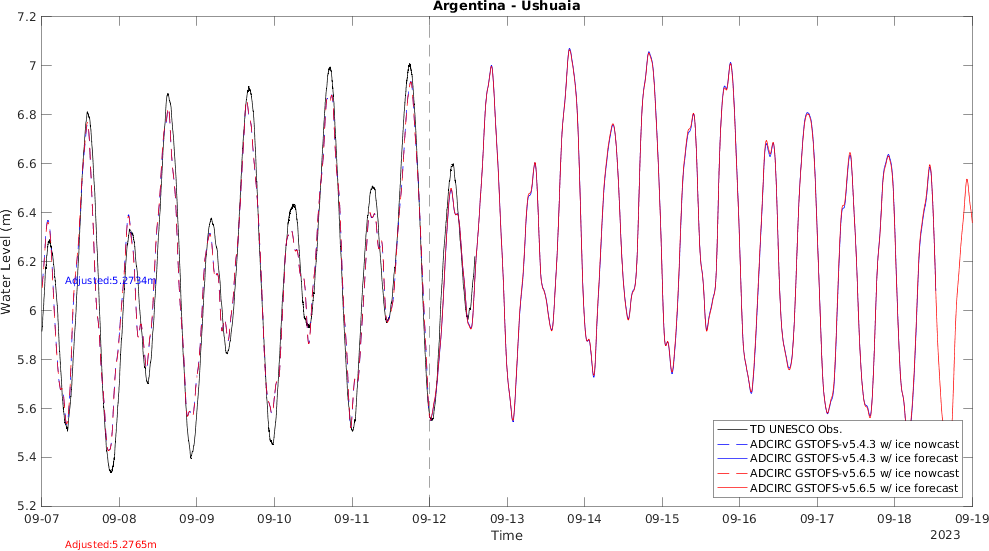 Argentina - Ushuaia
7.2
7
6.8
6.6
6.4
6.2
6
5.8
5.6
5.4
5.2
Water Level (m)
Adjusted:5.2734m
TD UNESCO Obs.
ADCIRC GSTOFS-v5.4.3 w/ ice nowcast
ADCIRC GSTOFS-v5.4.3 w/ ice forecast
ADCIRC GSTOFS-v5.6.5 w/ ice nowcast
ADCIRC GSTOFS-v5.6.5 w/ ice forecast
09-07 09-08 09-09 09-10 09-11 09-12 09-13 09-14 09-15 09-16 09-17 09-18 09-19
Time
2023
Adjusted:5.2765m